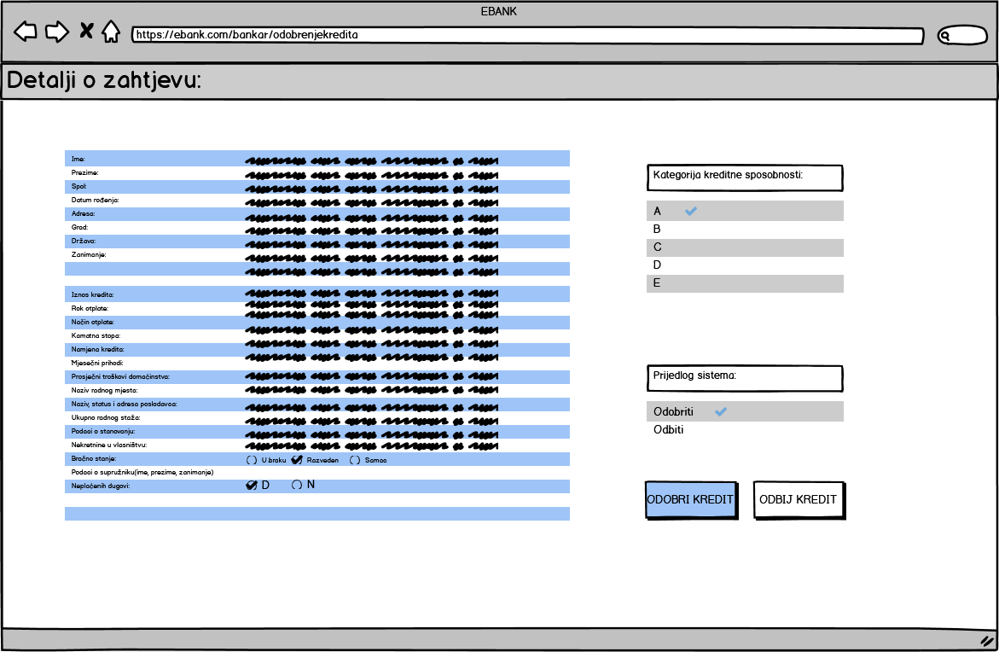 EBANK
https://ebank.com/bankar/odobrenjekredita
Detalji o zahtjevu:
Ime:
Prezime:
Spol:
Datum rođenja:
Adresa:
Grad:
Država:
Zanimanje:
Iznos kredita:
Rok otplate:
Način otplate:
Kamatna stopa:
Namjena kredita:
Mjesečni prihodi:
Prosječni troškovi domaćinstva:
Naziv radnog mjesta:
Naziv, status i adresa poslodavca:
Ukupno radnog staža:
Podaci o stanovanju:
Nekretnine u vlasništvu:
Bračno stanje: U braku Razveden Samac
Podaci o supružniku(ime, prezime, zanimanje)
Neplaćenih dugovi: D N
Kategorija kreditne sposobnosti:
A
B
C
D
E
Prijedlog sistema:
Odobriti
Odbiti
ODOBRI KREDIT ODBIJ KREDIT